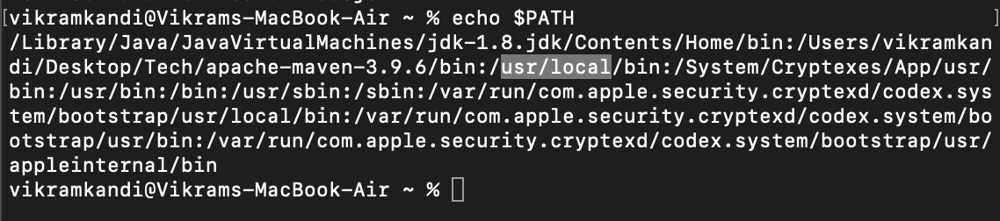 [vikramkandi@Vikrams-MacBook-Air ~ % echo $PATH ]
/Library/Java/JavaVirtualMachines/jdk-1.8.jdk/Contents/Home/bin:/Users/vikramkan
di/Desktop/Tech/apache-maven-3.9.6/bin:/usr/local/bin:/System/Cryptexes/App/usr/
bin:/usr/bin:/bin:/usr/sbin:/sbin:/var/run/com.apple.security.cryptexd/codex.sys
tem/bootstrap/usr/local/bin:/var/run/com.apple.security.cryptexd/codex.system/bo
otstrap/usr/bin:/var/run/com.apple.security.cryptexd/codex.system/bootstrap/usr/
appleinternal/bin
vikramkandi@Vikrams-MacBook-Air ~ %